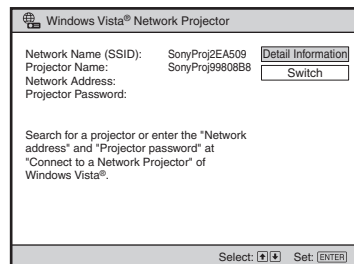 Windows Vista® Network Projector
Network Name (SSID): SonyProj2EA509 Detail Information
Projector Name: SonyProj99808B8 Switch
Network Address:
Projector Password:
Search for a projector or enter the "Network
address" and "Projector password" at
"Connect to a Network Projector" of
Windows Vista®.
Select: Set: ENTER